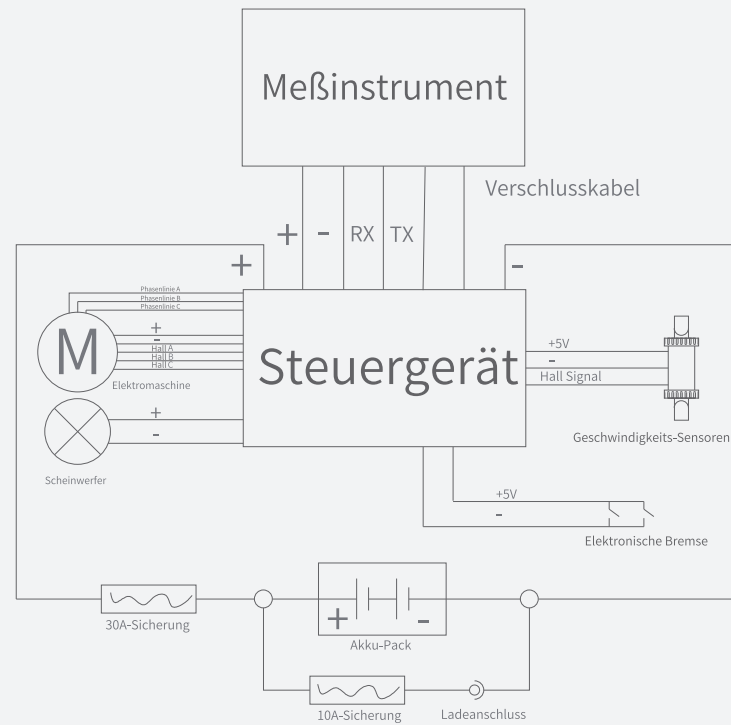 Meßinstrument
Verschlusskabel
+ - RX TX
+
-
Phasenlinie A
Phasenlinie B
Phasenlinie C
M
+
-
Hall A
Hall B
Hall C
Elektromaschine
Steuergerät
+5V
-
Hall Signal
Geschwindigkeits-Sensoren
+
-
Scheinwerfer
+5V
-
Elektronische Bremse
30A-Sicherung
+ -
Akku-Pack
10A-Sicherung
Ladeanschluss